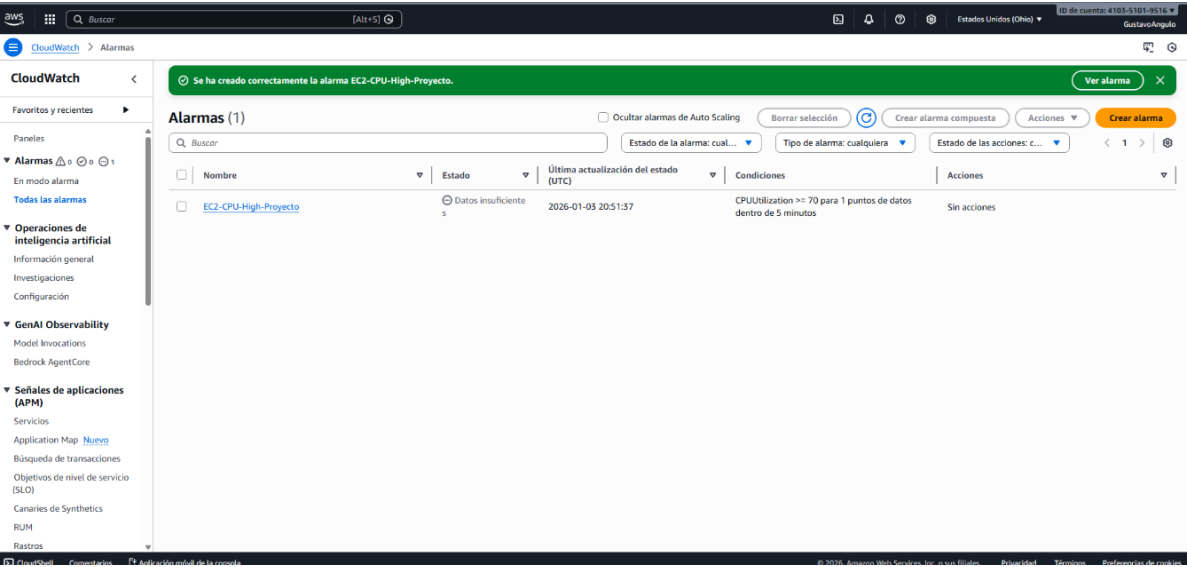 aws
Buscar
[Alt+S]
Estados Unidos (Ohio)
ID de cuenta: 4103-5101-9516
GustavoAngulo
CloudWatch > Alarmas
CloudWatch
Favoritos y recientes
Paneles
Alarmas 0 0 1
En modo alarma
Todas las alarmas
Operaciones de
inteligencia artificial
Información general
Investigaciones
Configuración
GenAI Observability
Model Invocations
Bedrock AgentCore
Señales de aplicaciones
(APM)
Servicios
Application Map Nuevo
Búsqueda de transacciones
Objetivos de nivel de servicio
(SLO)
Canaries de Synthetics
RUM
Rastros
Se ha creado correctamente la alarma EC2-CPU-High-Proyecto.
Ver alarma
Alarmas (1)
Ocultar alarmas de Auto Scaling
Borrar selección
Crear alarma compuesta
Acciones
Crear alarma
Buscar
Estado de la alarma: cual...
Tipo de alarma: cualquiera
Estado de las acciones: c...
1
Nombre
Estado
Última actualización del estado
(UTC)
Condiciones
Acciones
EC2-CPU-High-Proyecto
Datos insuficiente
s
2026-01-03 20:51:37
CPUUtilization >= 70 para 1 puntos de datos
dentro de 5 minutos
Sin acciones
CloudShell
Comentarios
Aplicación móvil de la consola
© 2026, Amazon Web Services, Inc. o sus filiales.
Privacidad
Términos
Preferencias de cookies